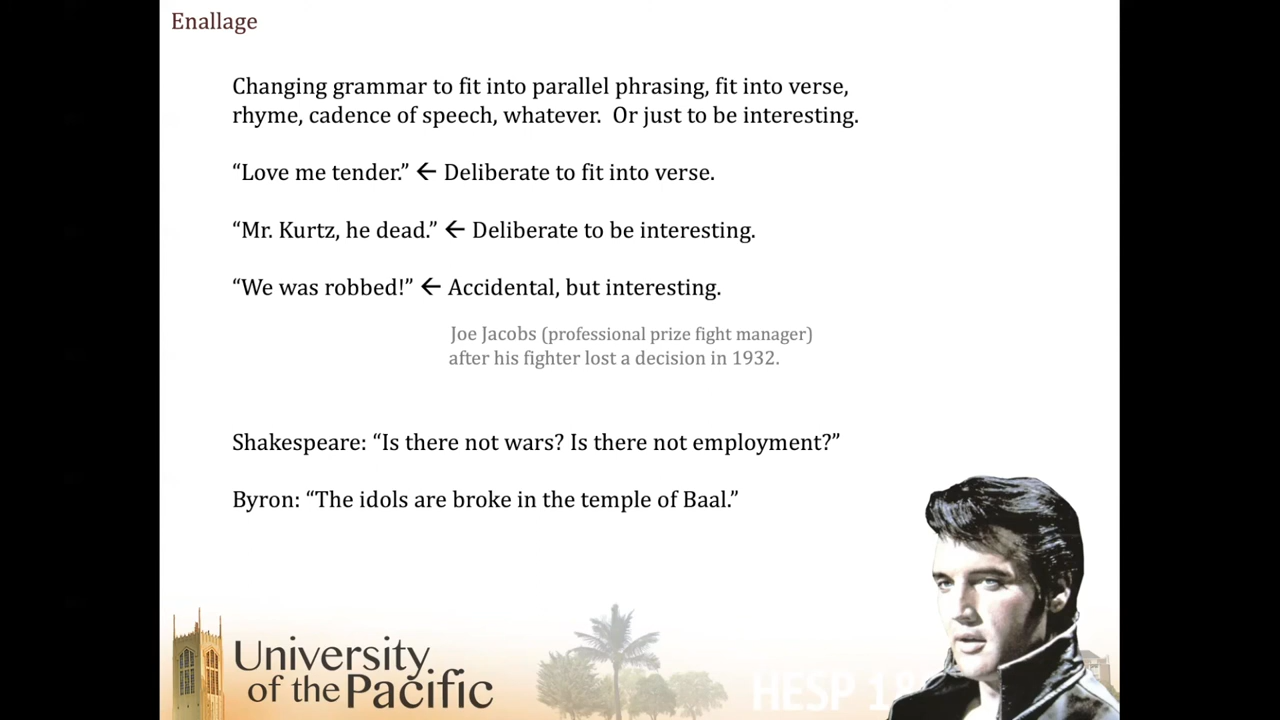 Enallage
Changing grammar to fit into parallel phrasing, fit into verse,
rhyme, cadence of speech, whatever.  Or just to be interesting.
“Love me tender.” ← Deliberate to fit into verse.
“Mr. Kurtz, he dead.” ← Deliberate to be interesting.
“We was robbed!” ← Accidental, but interesting.
Joe Jacobs (professional prize fight manager)
after his fighter lost a decision in 1932.
Shakespeare: “Is there not wars? Is there not employment?”
Byron: “The idols are broke in the temple of Baal.”
University
of the Pacific
HESP 1